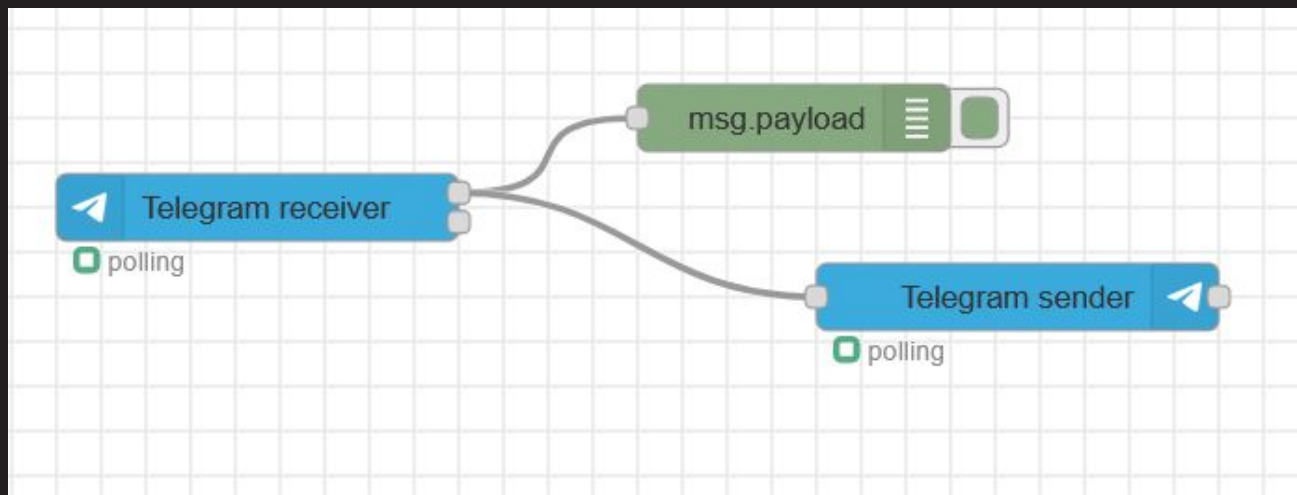 msg.payload
Telegram receiver
polling
Telegram sender
polling